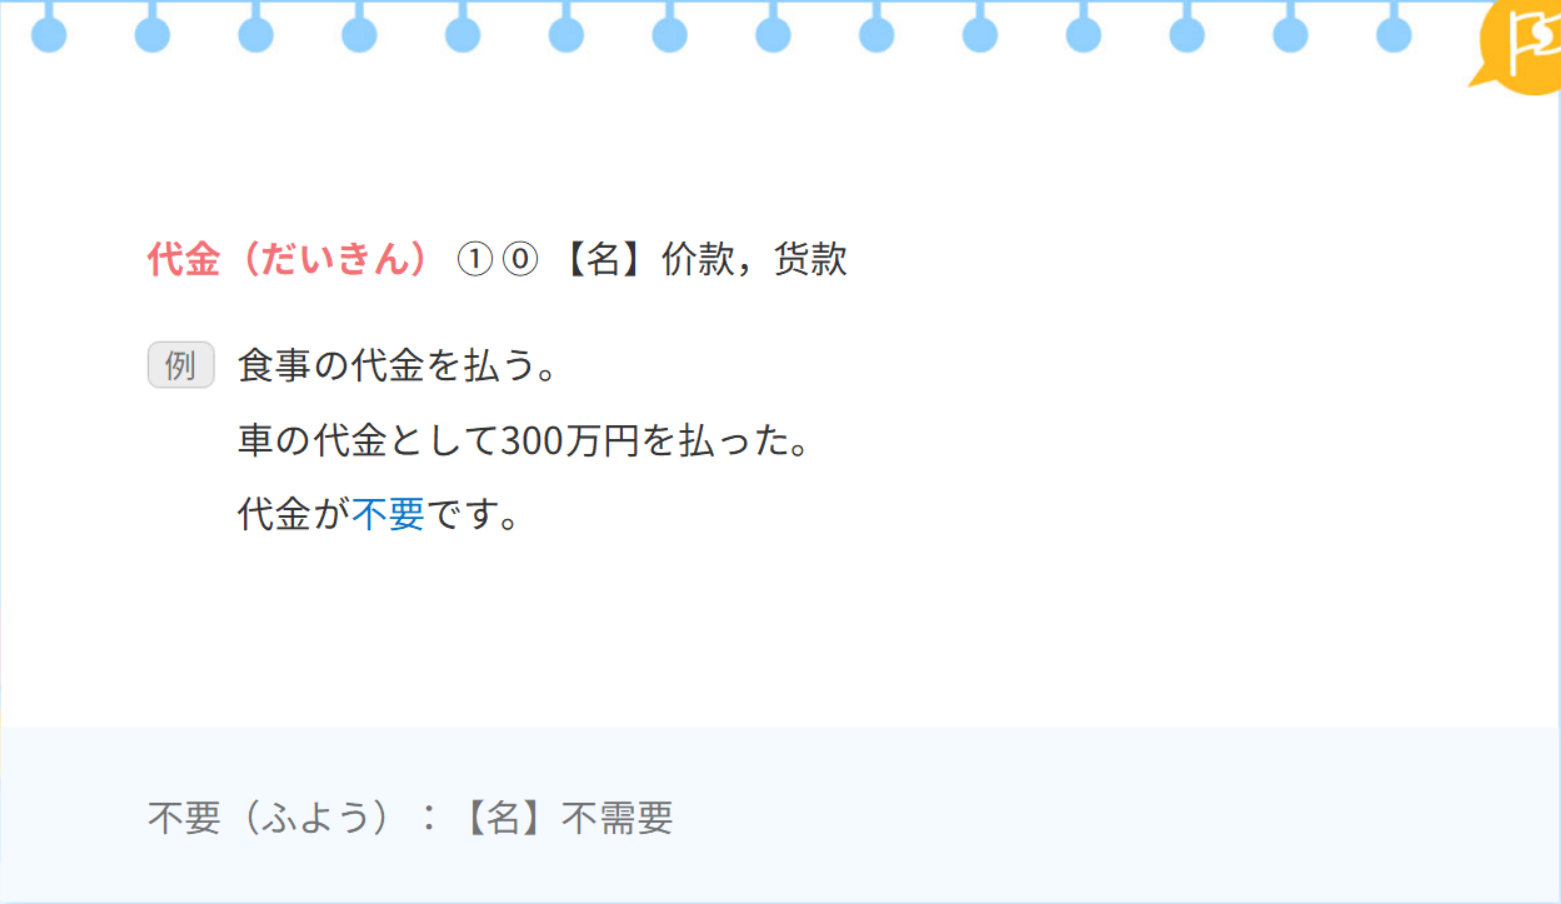 代金（だいきん） ①⓪ 【名】价款，货款
例 食事の代金を払う。
車の代金として300万円を払った。
代金が不要です。
不要（ふよう）：【名】不需要